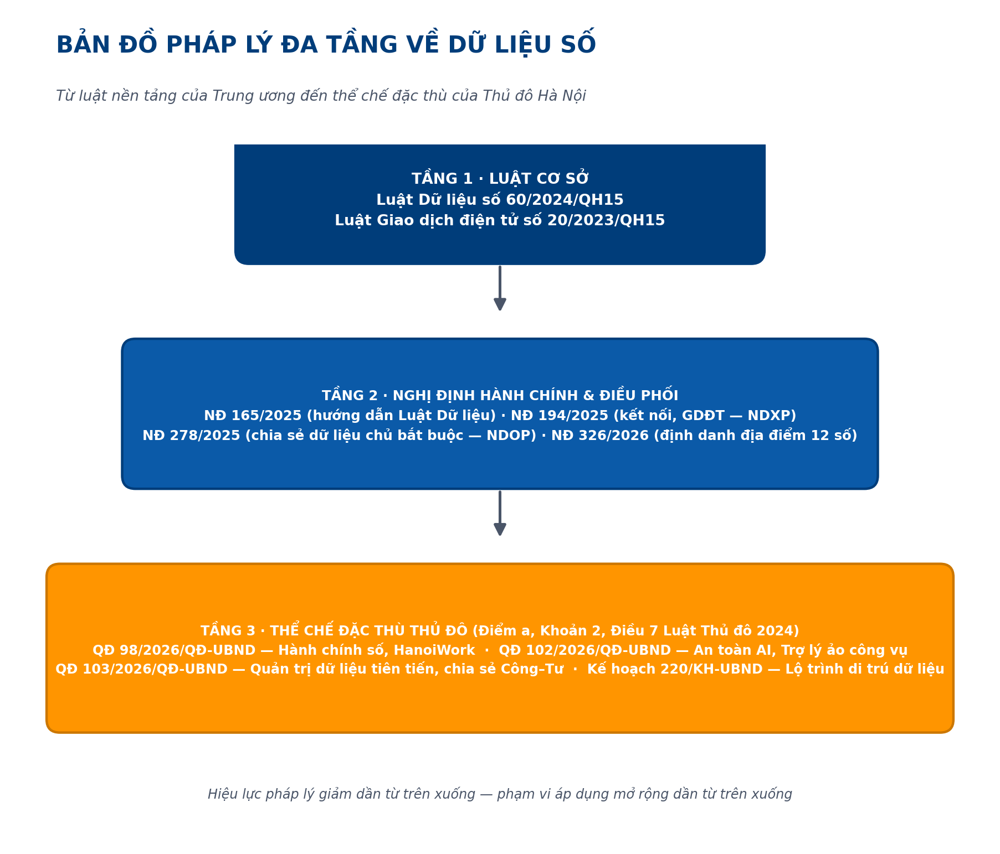 BẢN ĐỒ PHÁP LÝ ĐA TẦNG VỀ DỮ LIỆU SỐ
Từ luật nền tảng của Trung ương đến thể chế đặc thù của Thủ đô Hà Nội
TẦNG 1 · LUẬT CƠ SỞ
Luật Dữ liệu số 60/2024/QH15
Luật Giao dịch điện tử số 20/2023/QH15
TẦNG 2 · NGHỊ ĐỊNH HÀNH CHÍNH & ĐIỀU PHỐI
NĐ 165/2025 (hướng dẫn Luật Dữ liệu) · NĐ 194/2025 (kết nối, GDĐT — NDXP)
NĐ 278/2025 (chia sẻ dữ liệu chủ bắt buộc — NDOP) · NĐ 326/2026 (định danh địa điểm 12 số)
TẦNG 3 · THỂ CHẾ ĐẶC THÙ THỦ ĐÔ (Điểm a, Khoản 2, Điều 7 Luật Thủ đô 2024)
QĐ 98/2026/QĐ-UBND — Hành chính số, HanoiWork · QĐ 102/2026/QĐ-UBND — An toàn AI, Trợ lý ảo công vụ
QĐ 103/2026/QĐ-UBND — Quản trị dữ liệu tiên tiến, chia sẻ Công–Tư · Kế hoạch 220/KH-UBND — Lộ trình di trú dữ liệu
Hiệu lực pháp lý giảm dần từ trên xuống — phạm vi áp dụng mở rộng dần từ trên xuống